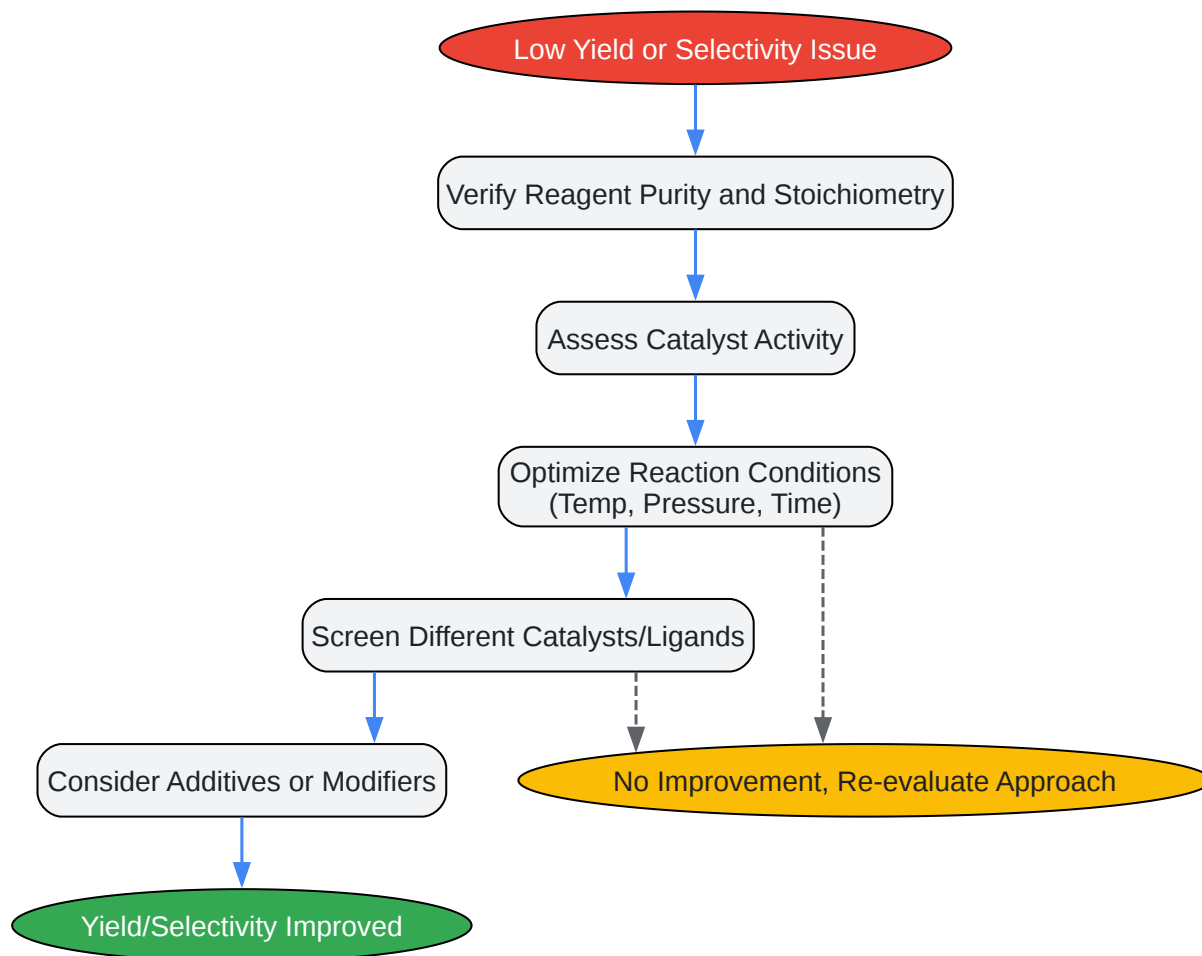 Low Yield or Selectivity Issue
Verify Reagent Purity and Stoichiometry
Assess Catalyst Activity
Optimize Reaction Conditions
(Temp, Pressure, Time)
Screen Different Catalysts/Ligands
Consider Additives or Modifiers
No Improvement, Re-evaluate Approach
Yield/Selectivity Improved